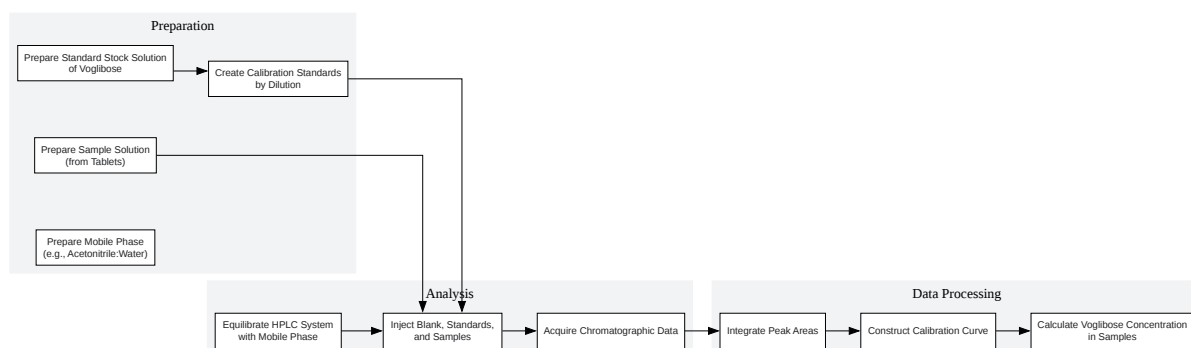 Preparation
Prepare Standard Stock Solution
of Voglibose
Create Calibration Standards
by Dilution
Prepare Sample Solution
(from Tablets)
Prepare Mobile Phase
(e.g., Acetonitrile:Water)
Analysis
Equilibrate HPLC System
with Mobile Phase
Inject Blank, Standards,
and Samples
Acquire Chromatographic Data
Data Processing
Integrate Peak Areas
Construct Calibration Curve
Calculate Voglibose Concentration
in Samples